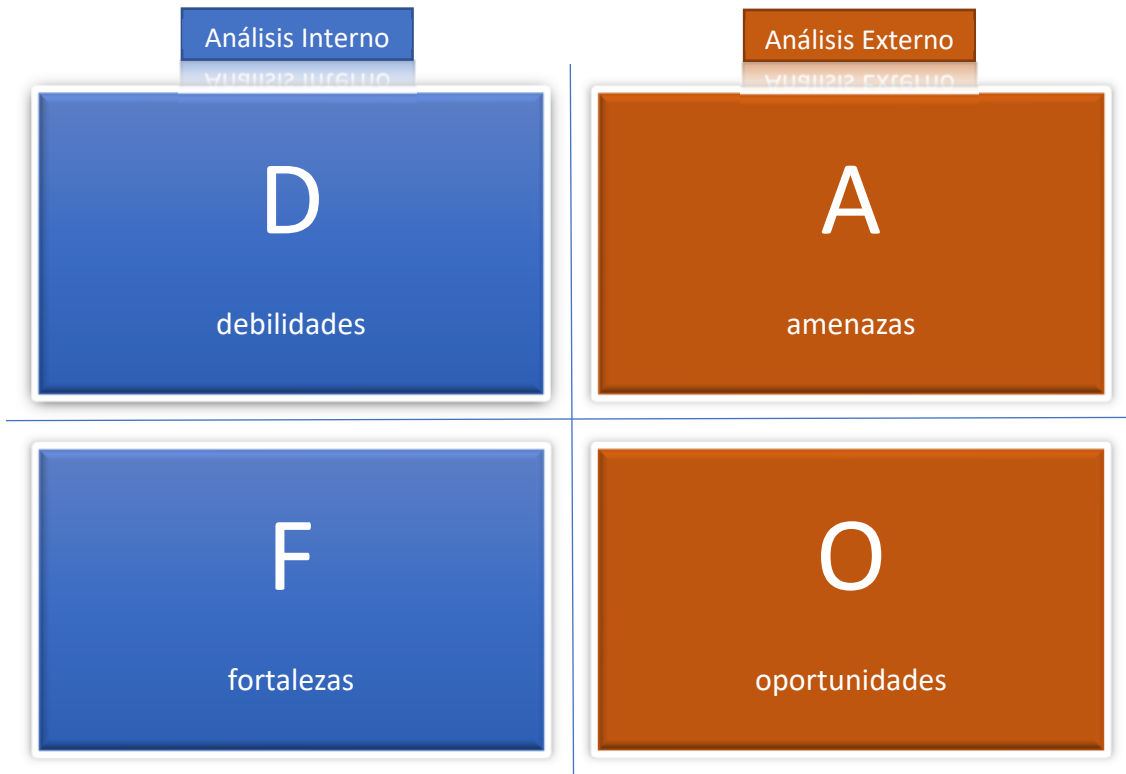 Análisis Interno
Análisis Externo
D
debilidades
A
amenazas
F
fortalezas
O
oportunidades